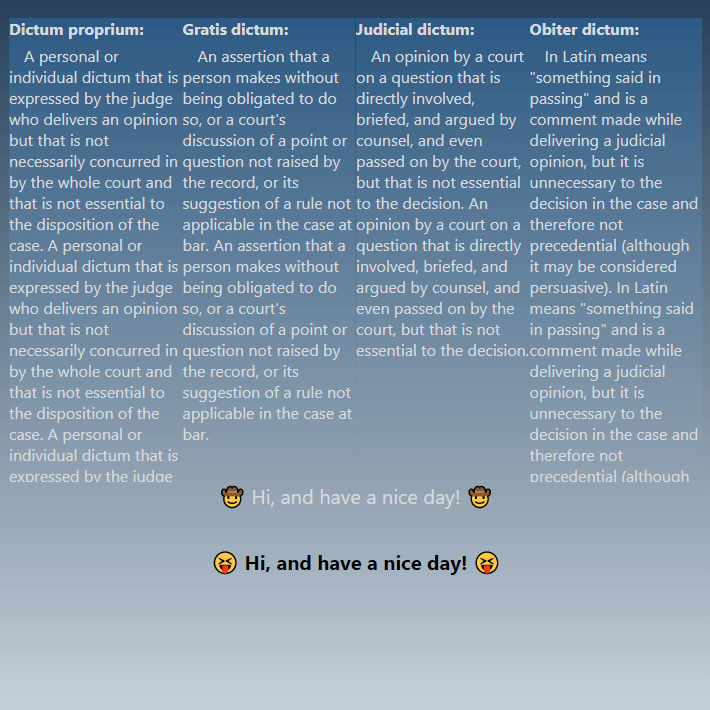 Dictum proprium:
A personal or
individual dictum that is
expressed by the judge
who delivers an opinion
but that is not
necessarily concurred in
by the whole court and
that is not essential to
the disposition of the
case. A personal or
individual dictum that is
expressed by the judge
who delivers an opinion
but that is not
necessarily concurred in
by the whole court and
that is not essential to
the disposition of the
case. A personal or
individual dictum that is
expressed by the judge
Gratis dictum:
An assertion that a
person makes without
being obligated to do
so, or a court's
discussion of a point or
question not raised by
the record, or its
suggestion of a rule not
applicable in the case at
bar. An assertion that a
person makes without
being obligated to do
so, or a court's
discussion of a point or
question not raised by
the record, or its
suggestion of a rule not
applicable in the case at
bar.
Judicial dictum:
An opinion by a court
on a question that is
directly involved,
briefed, and argued by
counsel, and even
passed on by the court,
but that is not essential
to the decision. An
opinion by a court on a
question that is directly
involved, briefed, and
argued by counsel, and
even passed on by the
court, but that is not
essential to the decision.
Obiter dictum:
In Latin means
"something said in
passing" and is a
comment made while
delivering a judicial
opinion, but it is
unnecessary to the
decision in the case and
therefore not
precedential (although
it may be considered
persuasive). In Latin
means "something said
in passing" and is a
comment made while
delivering a judicial
opinion, but it is
unnecessary to the
decision in the case and
therefore not
precedential (although
🤠 Hi, and have a nice day! 🤠
😝 Hi, and have a nice day! 😝